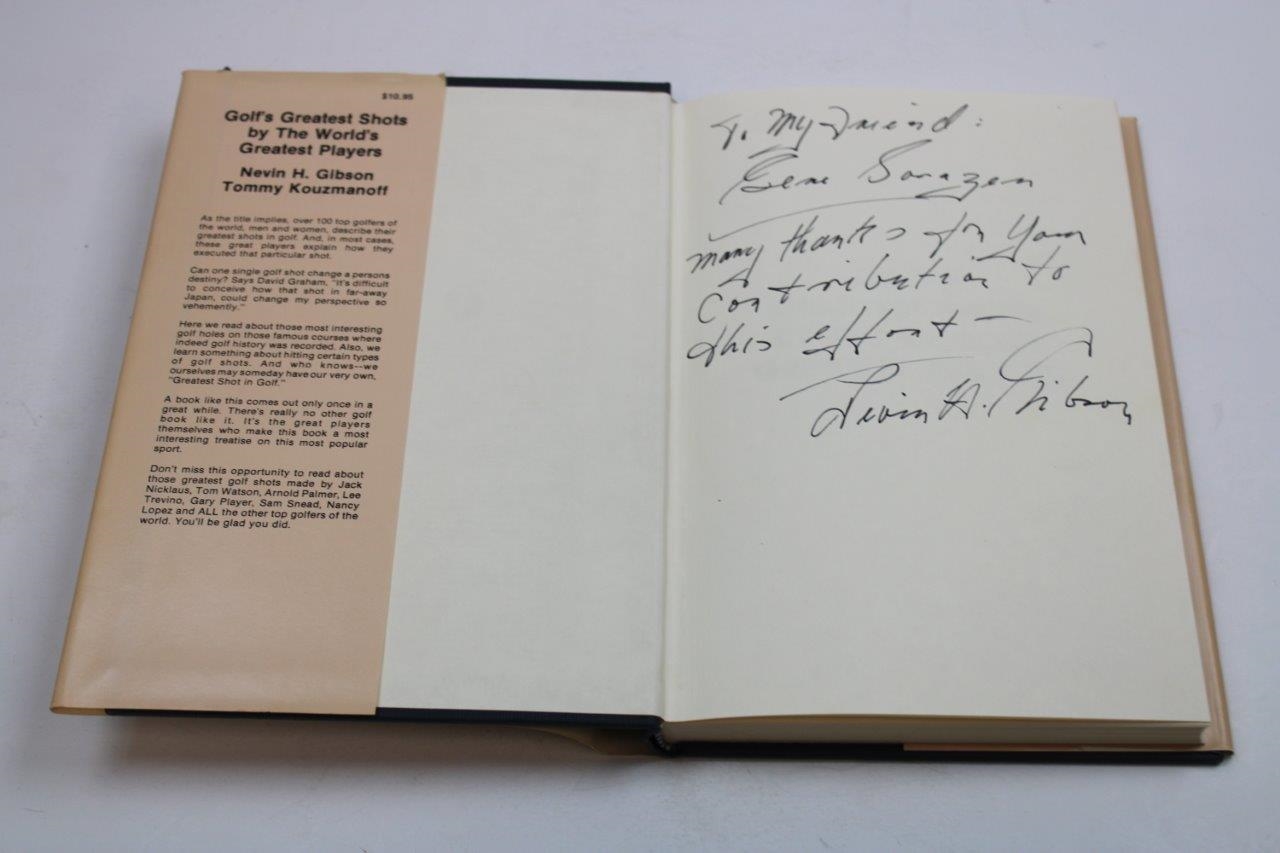 $10.95
Golf's Greatest Shots
by The World's
Greatest Players
Nevin H. Gibson
Tommy Kouzmanoff
As the title implies, over 100 top golfers of
the world, men and women, describe their
greatest shots in golf. And, in most cases,
these great players explain how they
executed that particular shot.
Can one single golf shot change a persons
destiny? Says David Graham, "It's difficult
to conceive how that shot in far-away
Japan, could change my perspective so
vehemently."
Here we read about those most interesting
golf holes on those famous courses where
indeed golf history was recorded. Also, we
learn something about hitting certain types
of golf shots. And who knows--we
ourselves may someday have our very own,
"Greatest Shot in Golf."
A book like this comes out only once in a
great while. There's really no other golf
book like it. It's the great players
themselves who make this book a most
interesting treatise on this most popular
sport.
Don't miss this opportunity to read about
those greatest golf shots made by Jack
Nicklaus, Tom Watson, Arnold Palmer, Lee
Trevino, Gary Player, Sam Snead, Nancy
Lopez and ALL the other top golfers of the
world. You'll be glad you did.
To My Friend:
Gene Sarazen
many thanks for your
contribution to
this effort —
Nevin H. Gibson